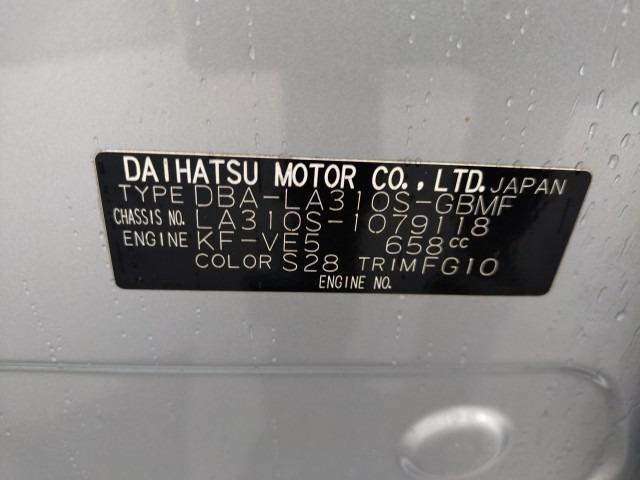 DAIHATSU MOTOR CO., LTD. JAPAN
TYPE DBA-LA310S-GBMF
CHASSIS NO. LA310S-1079118
ENGINE KF-VE5 658cc
COLOR S28 TRIM FG10
ENGINE NO.